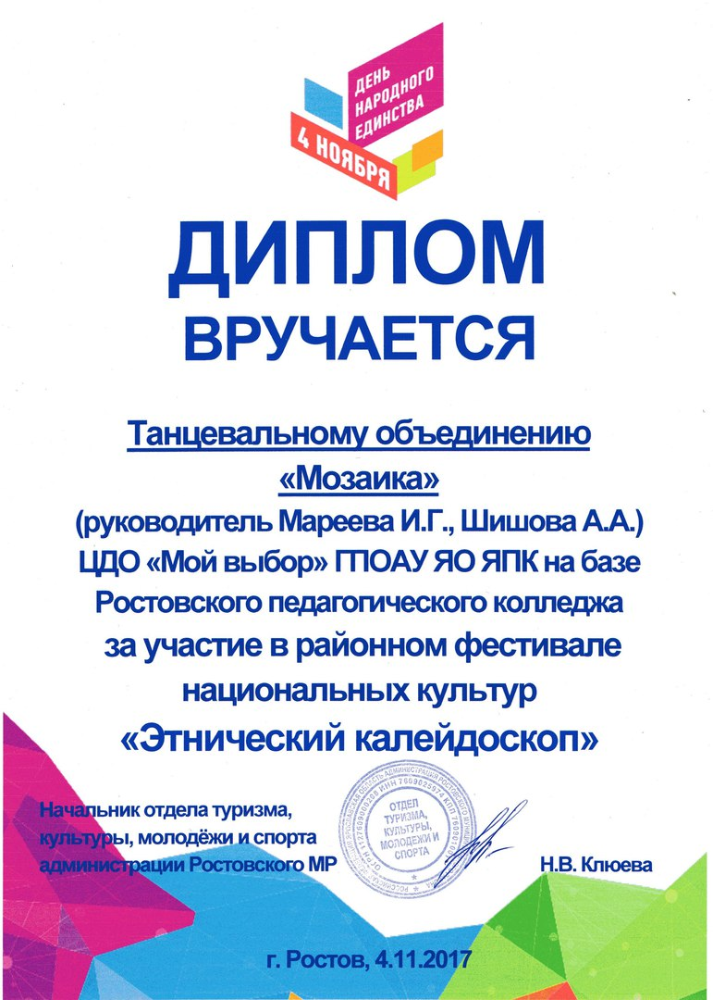 ДЕНЬ
НАРОДНОГО
ЕДИНСТВА
4 НОЯБРЯ
ДИПЛОМ
ВРУЧАЕТСЯ
Танцевальному объединению
«Мозаика»
(руководитель Мареева И.Г., Шишова А.А.)
ЦДО «Мой выбор» ГПОАУ ЯО ЯПК на базе
Ростовского педагогического колледжа
за участие в районном фестивале
национальных культур
«Этнический калейдоскоп»
Начальник отдела туризма,
культуры, молодёжи и спорта
администрации Ростовского МР
ОТДЕЛ
ТУРИЗМА,
КУЛЬТУРЫ,
МОЛОДЕЖИ И
СПОРТА
Н.В. Клюева
г. Ростов, 4.11.2017